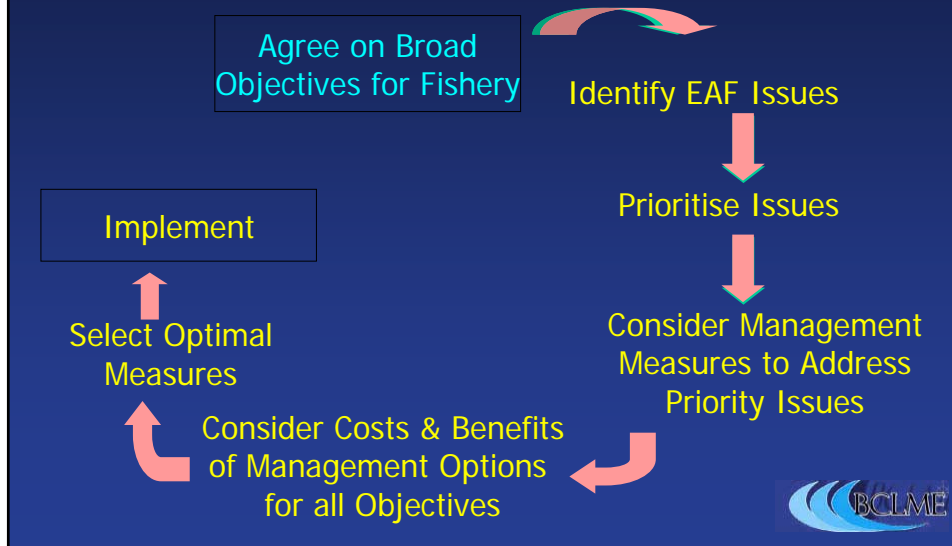 Agree on Broad
Objectives for Fishery
Identify EAF Issues
Prioritise Issues
Consider Management
Measures to Address
Priority Issues
Consider Costs & Benefits
of Management Options
for all Objectives
Select Optimal
Measures
Implement
BCLME